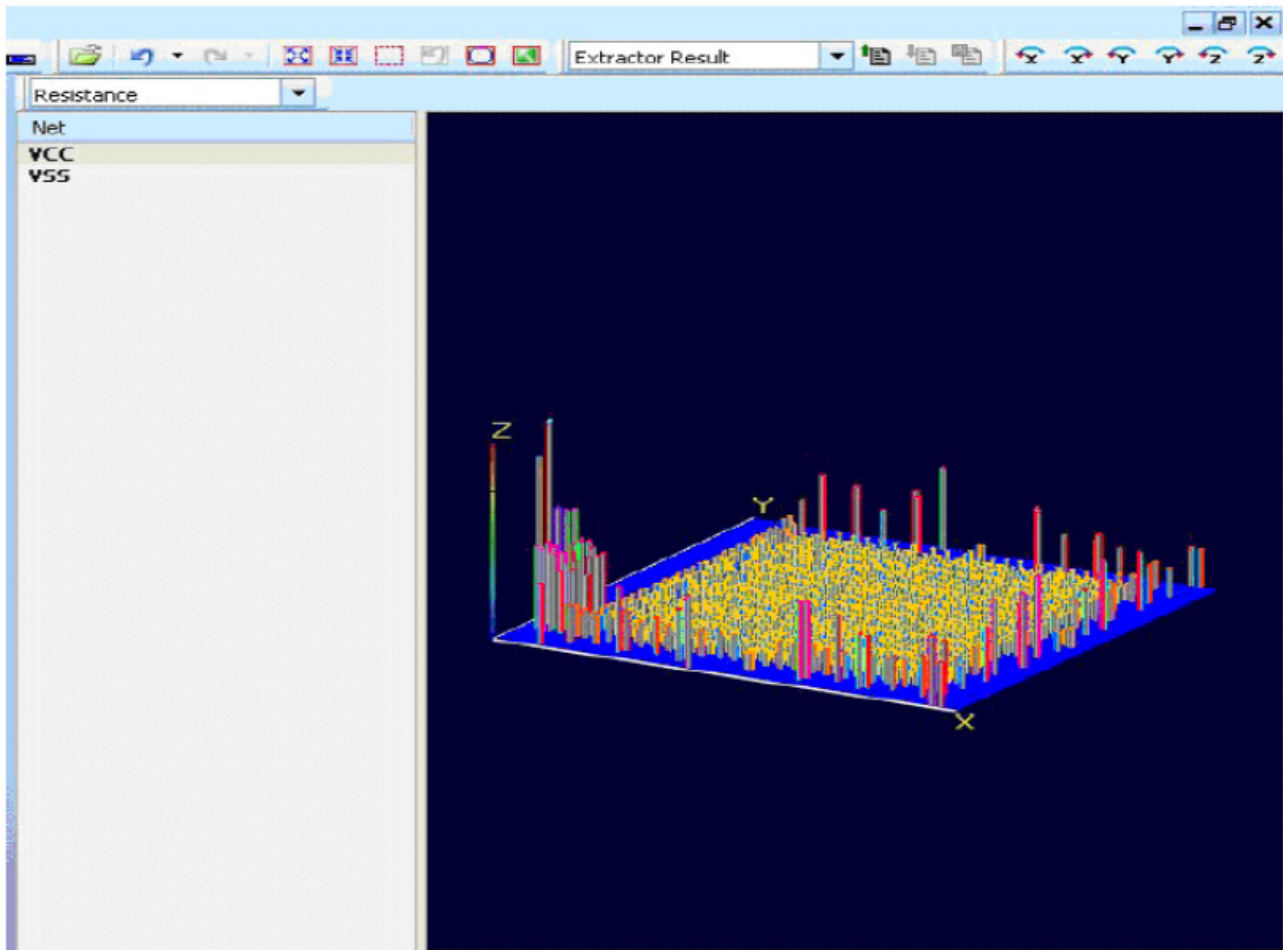 Extractor Result
X X Y Y Z Z
Resistance
Net
VCC
VSS
Z
Y
X